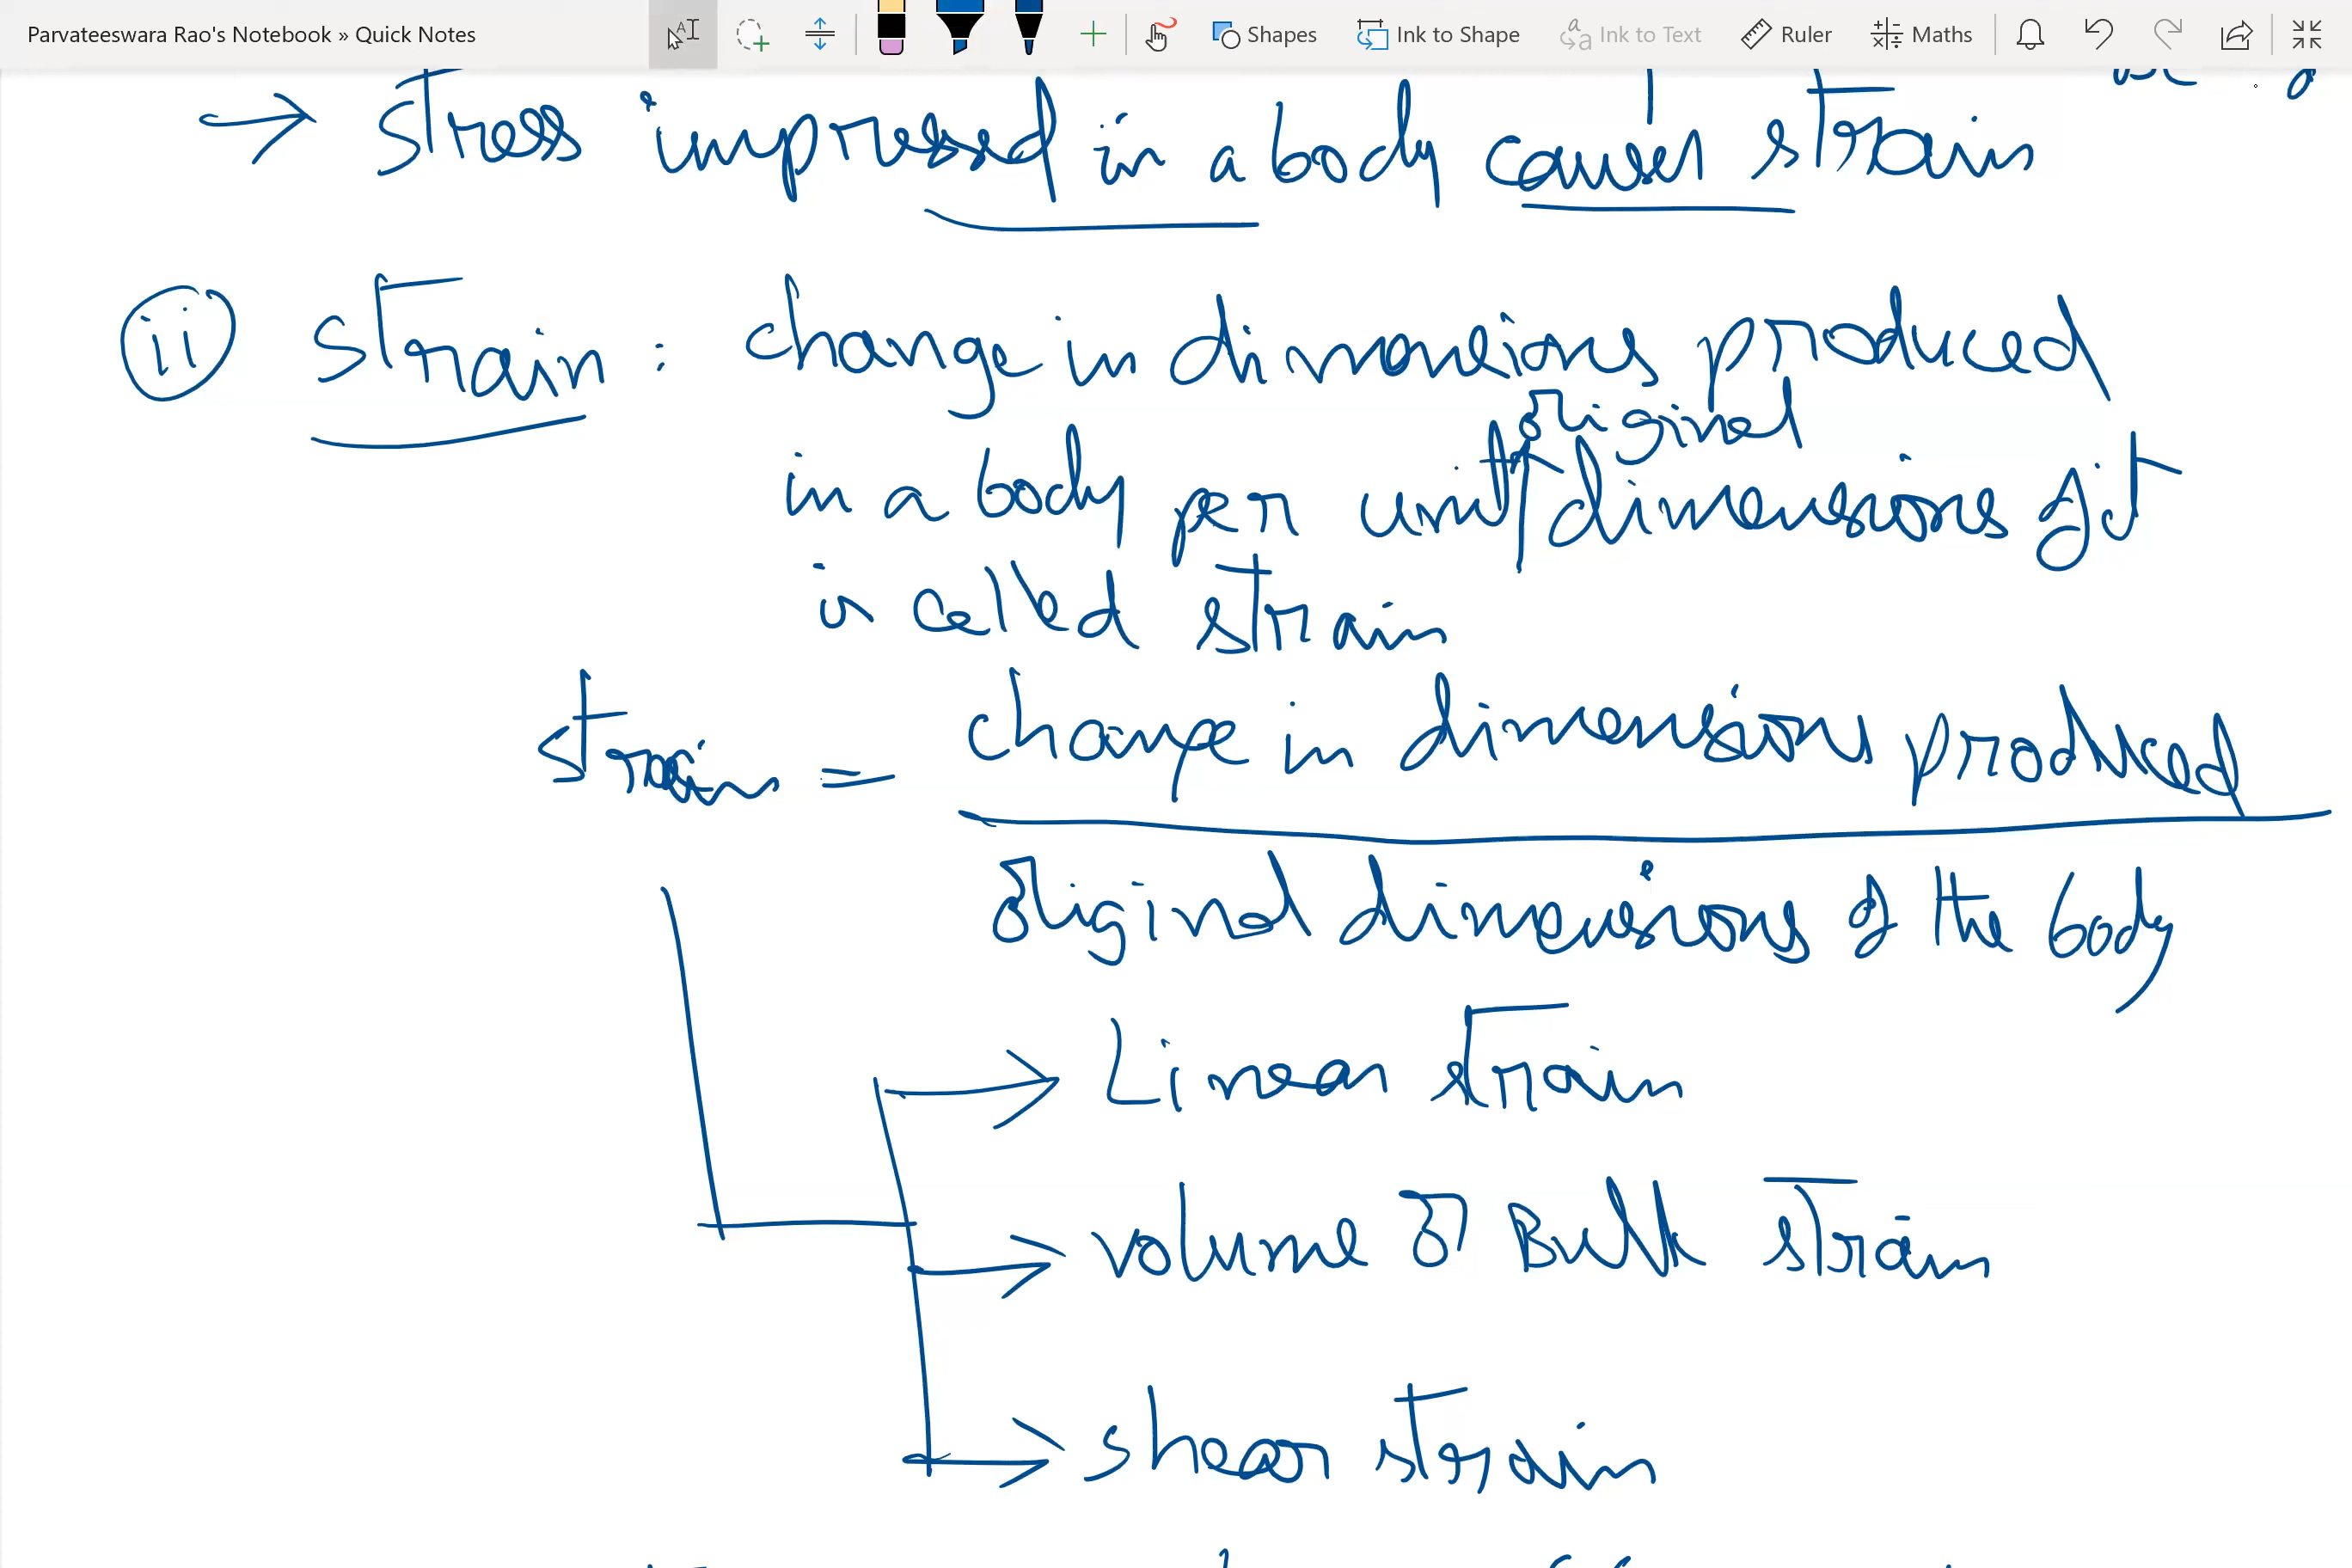 Parvateeswara Rao's Notebook » Quick Notes
Shapes Ink to Shape Ink to Text Ruler Maths
→ stress impressed in a body causes strain
ii strain : change in dimensions produced
original
in a body per unit dimensions of it
is called strain
strain = change in dimensions produced
original dimensions of the body
→ Linear strain
→ volume or Bulk strain
→ shear strain